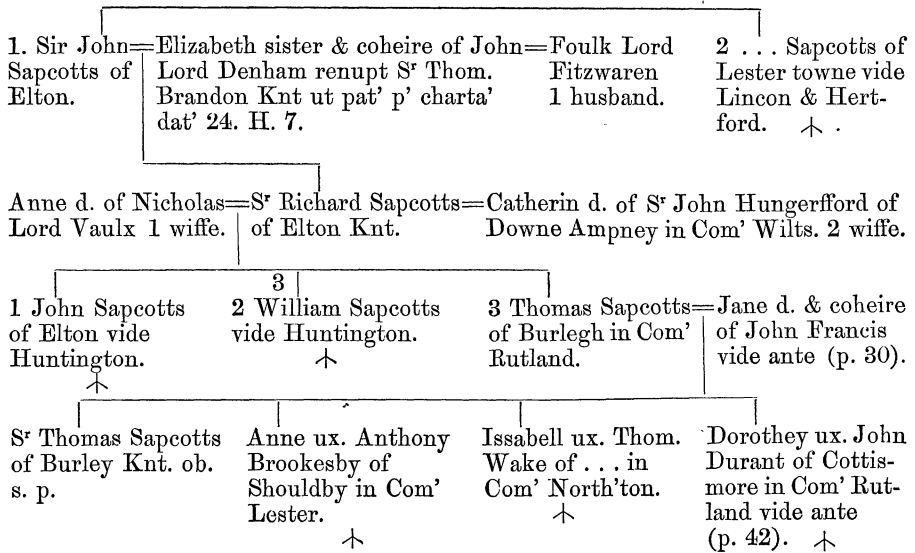 1. Sir John=Elizabeth sister & coheire of John=Foulk Lord
Sapcotts of Lord Denham renupt Sʳ Thom. Fitzwaren
Elton. Brandon Knt ut pat' p' charta' 1 husband.
dat' 24. H. 7.
2 ... Sapcotts of
Lester towne vide
Lincon & Hert-
ford.
Anne d. of Nicholas=Sʳ Richard Sapcotts=Catherin d. of Sʳ John Hungerfford of
Lord Vaulx 1 wiffe. of Elton Knt. Downe Ampney in Com' Wilts. 2 wiffe.
3
1 John Sapcotts
of Elton vide
Huntington.
2 William Sapcotts
vide Huntington.
3 Thomas Sapcotts=Jane d. & coheire
of Burlegh in Com' of John Francis
Rutland. vide ante (p. 30).
Sʳ Thomas Sapcotts
of Burley Knt. ob.
s. p.
Anne ux. Anthony
Brookesby of
Shouldby in Com'
Lester.
Issabell ux. Thom.
Wake of ... in
Com' North'ton.
Dorothey ux. John
Durant of Cottis-
more in Com' Rut-
land vide ante
(p. 42).